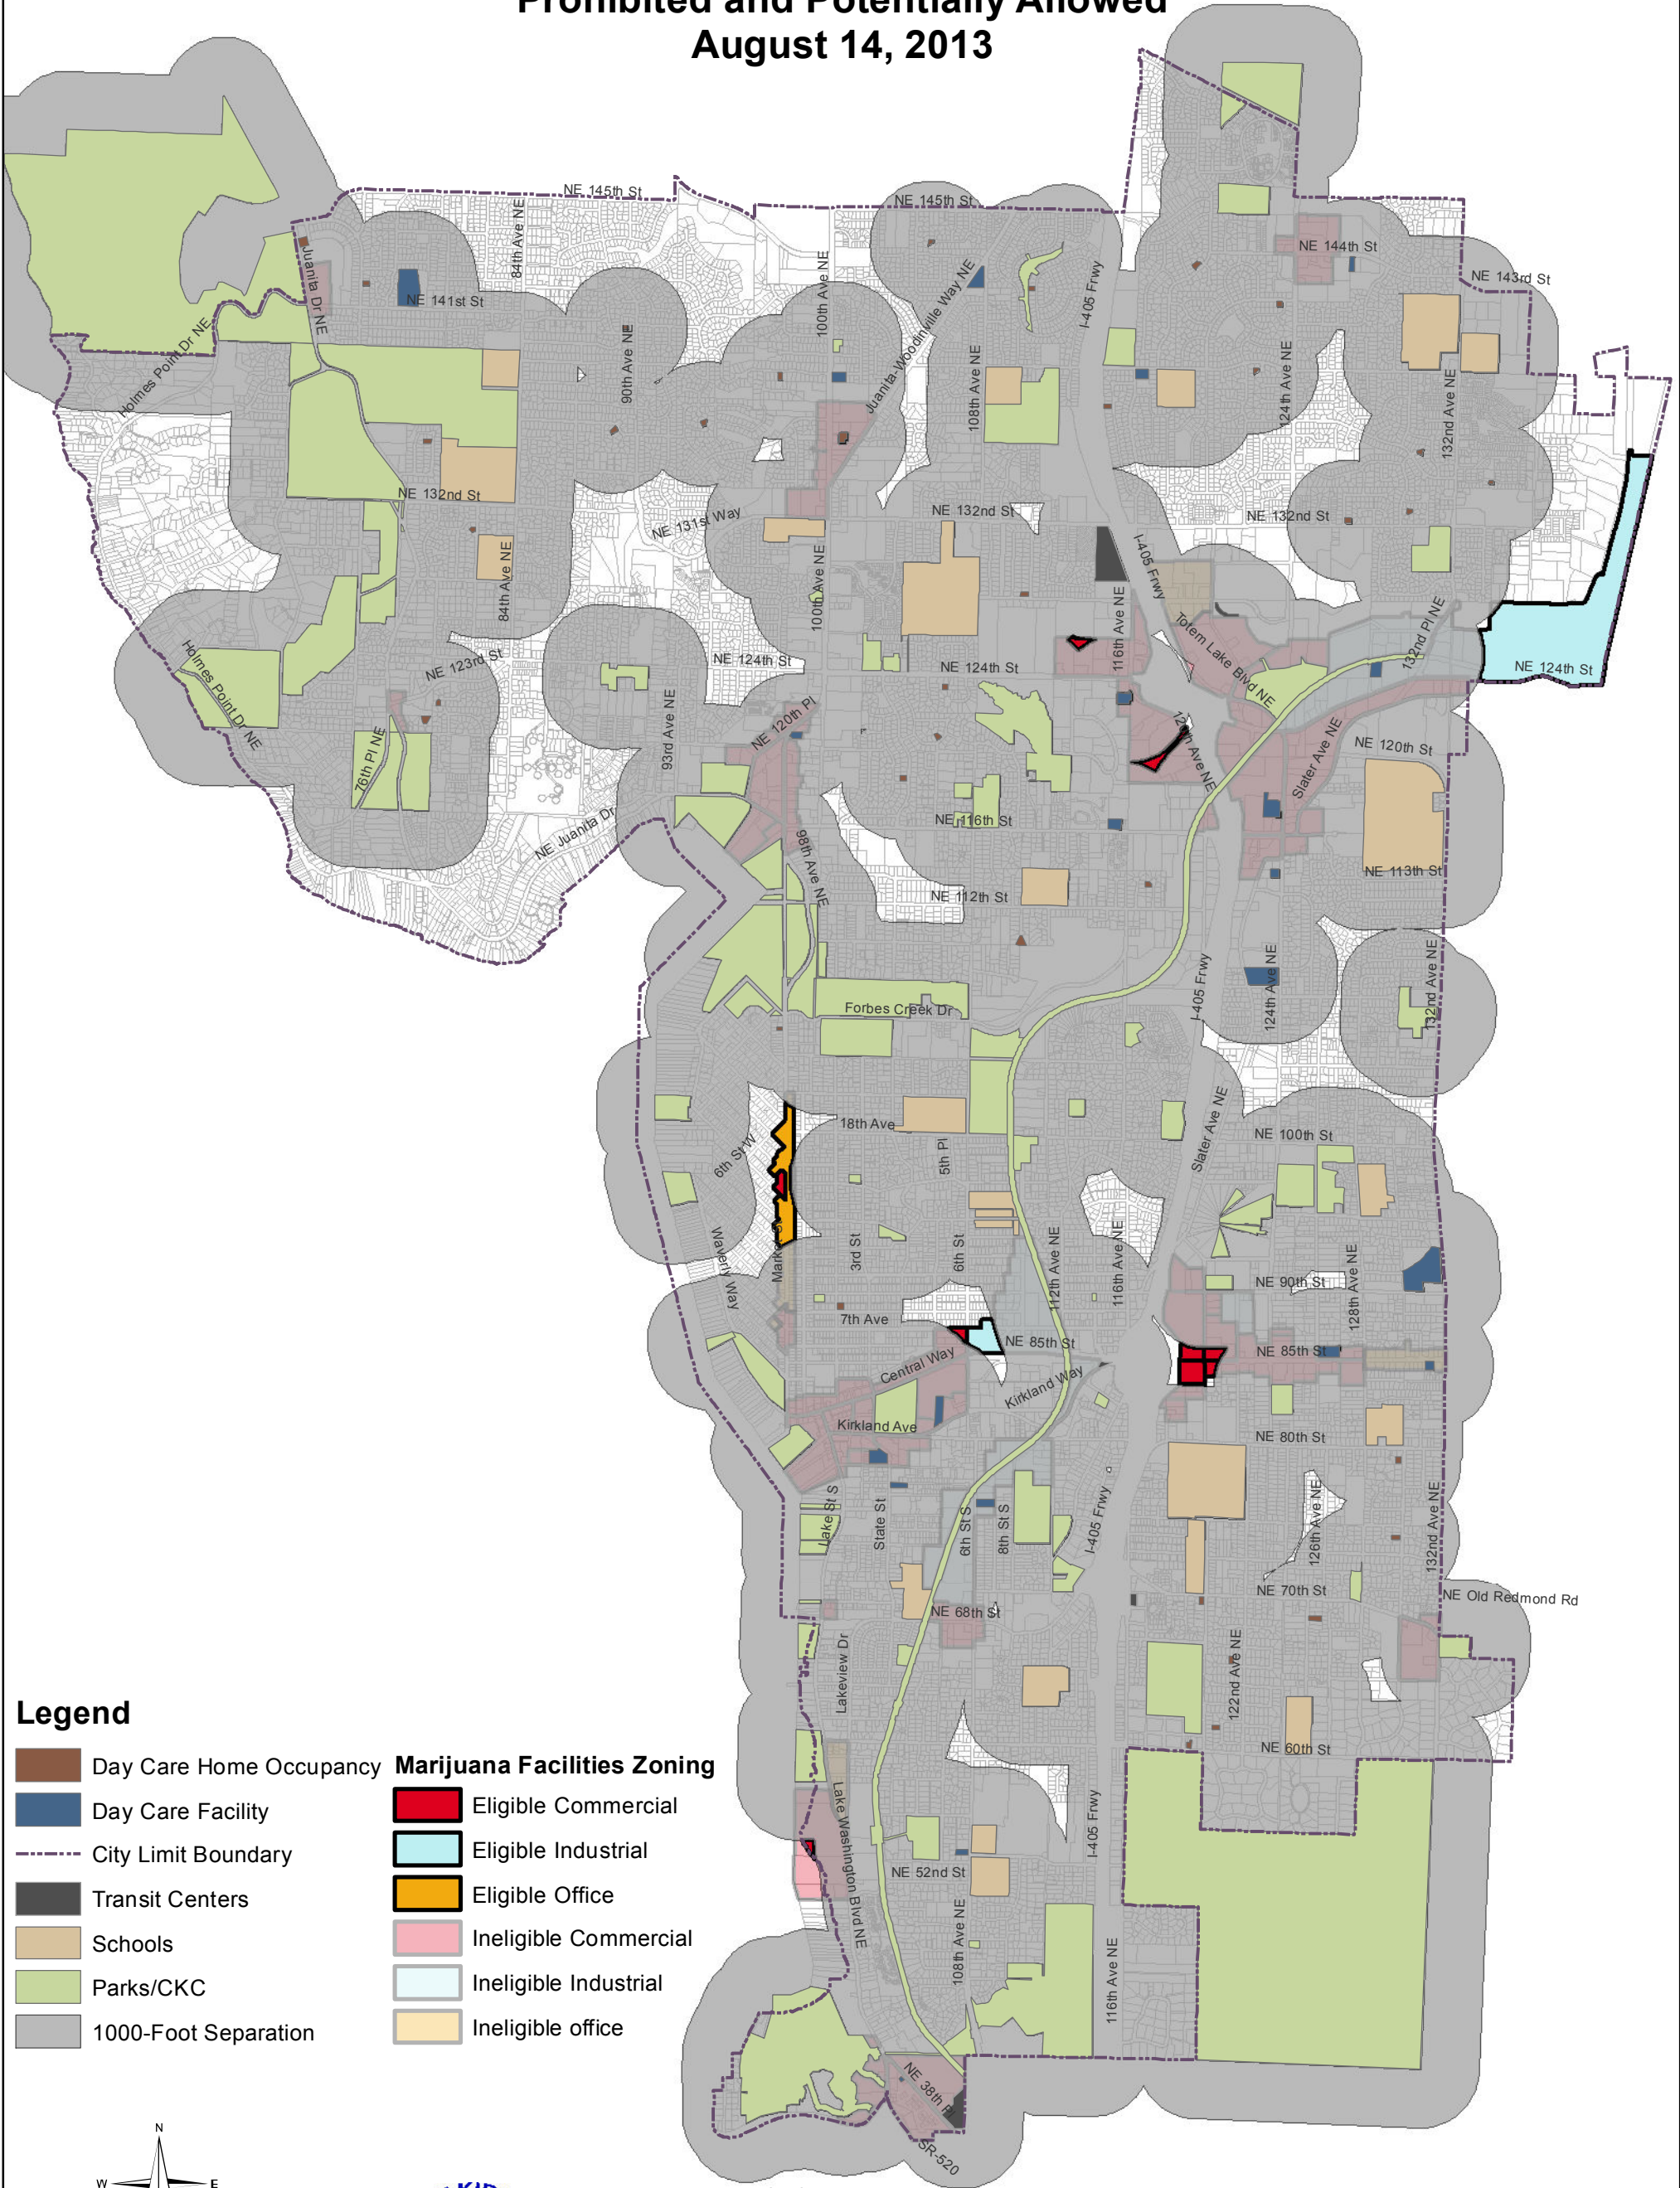 Prohibited and Potentially Allowed
August 14, 2013
NE 145th St
NE 145th St
84th Ave NE
100th Ave NE
Juanita-Woodinville Way NE
I-405 Frwy
NE 144th St
NE 143rd St
Juanita Dr NE
NE 141st St
Holmes Point Dr NE
90th Ave NE
108th Ave NE
124th Ave NE
132nd Ave NE
NE 132nd St
NE 131st Way
NE 132nd St
NE 132nd St
I-405 Frwy
84th Ave NE
100th Ave NE
116th Ave NE
Totem Lake Blvd NE
132nd Pl NE
Holmes Point Dr NE
NE 123rd St
NE 124th St
NE 124th St
NE 124th St
93rd Ave NE
NE 120th Pl
Slater Ave NE
NE 120th St
76th Pl NE
NE Juanita Dr
98th Ave NE
NE 116th St
NE 113th St
NE 112th St
I-405 Frwy
124th Ave NE
132nd Ave NE
Forbes Creek Dr
6th St W
18th Ave
5th Pl
Slater Ave NE
NE 100th St
Waverly Way
3rd St
6th St
112th Ave NE
116th Ave NE
NE 90th St
128th Ave NE
7th Ave
NE 85th St
NE 85th St
Central Way
Kirkland Way
Kirkland Ave
NE 80th St
Lake St S
State St
6th St S
8th St S
I-405 Frwy
126th Ave NE
132nd Ave NE
NE 70th St
NE Old Redmond Rd
NE 68th St
Lakeview Dr
122nd Ave NE
NE 60th St
Lake Washington Blvd NE
I-405 Frwy
NE 52nd St
108th Ave NE
116th Ave NE
NE 38th
SR-520
Legend
Day Care Home Occupancy
Day Care Facility
City Limit Boundary
Transit Centers
Schools
Parks/CKC
1000-Foot Separation
Marijuana Facilities Zoning
Eligible Commercial
Eligible Industrial
Eligible Office
Ineligible Commercial
Ineligible Industrial
Ineligible office
N
W
E